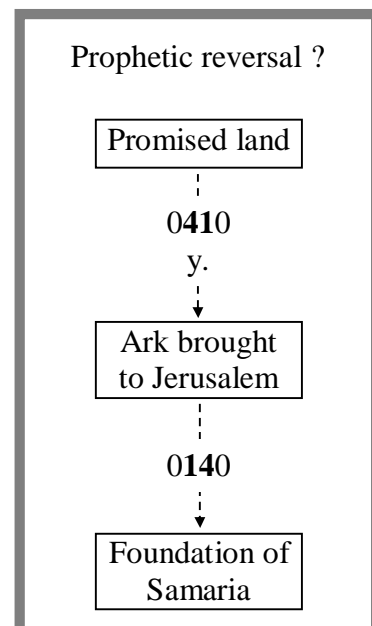 Prophetic reversal ?
Promised land
0410
y.
Ark brought
to Jerusalem
0140
Foundation of
Samaria